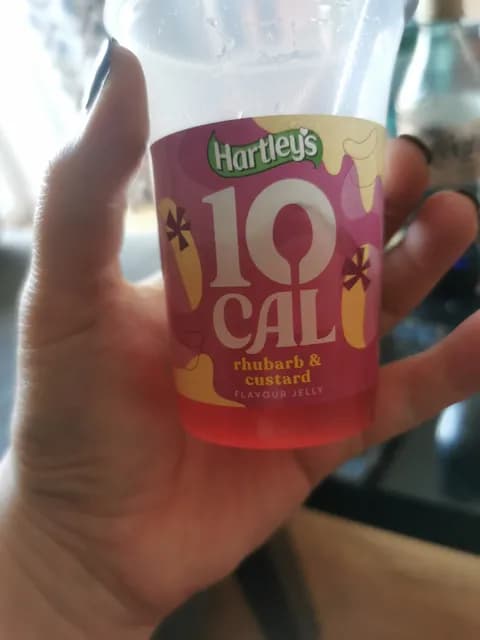 Hartley's
10
CAL
rhubarb &
custard
FLAVOUR JELLY